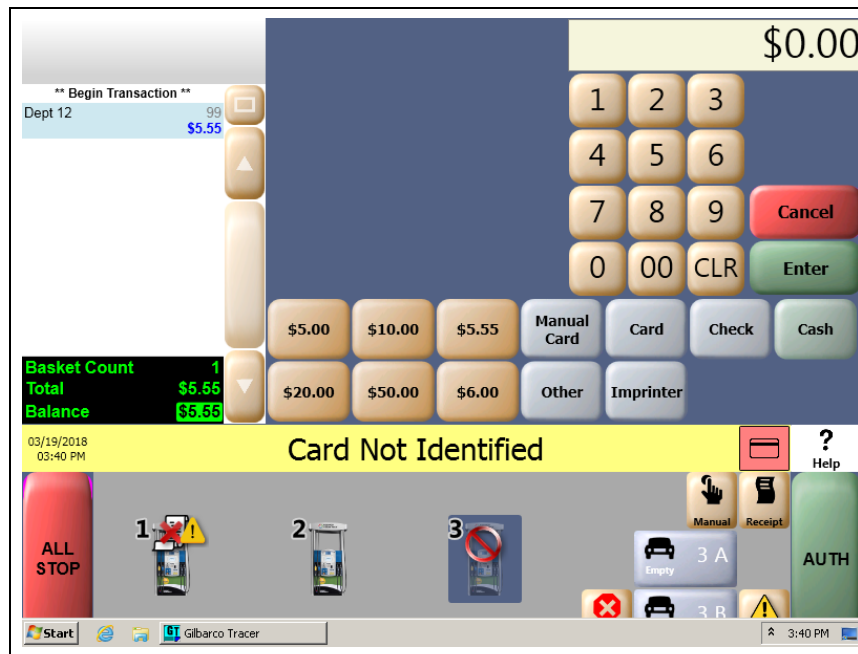 $0.00
** Begin Transaction **
Dept 12 99
$5.55
1 2 3
4 5 6
7 8 9 Cancel
0 00 CLR Enter
$5.00 $10.00 $5.55 Manual Card Card Check Cash
$20.00 $50.00 $6.00 Other Imprinter
Basket Count 1
Total $5.55
Balance $5.55
03/19/2018
03:40 PM
Card Not Identified
?
Help
ALL
STOP
1
2
3
Manual
Receipt
Empty
3 A
3 B
AUTH
Start
GT Gilbarco Tracer
3:40 PM